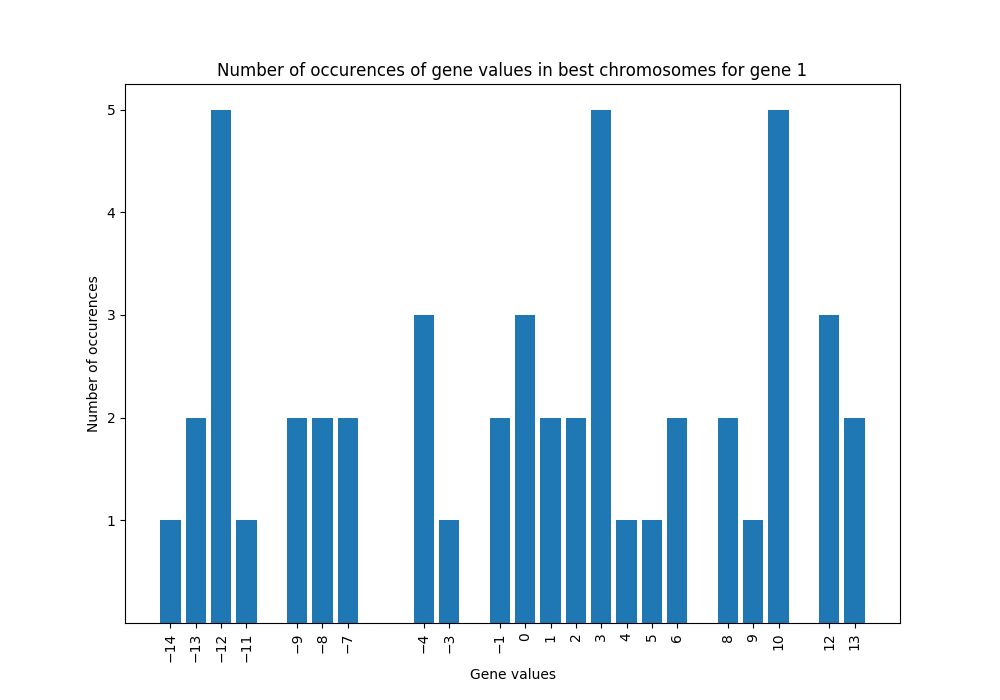 Number of occurences of gene values in best chromosomes for gene 1
Number of occurences
5
4
3
2
1
−14 −13 −12 −11 −9 −8 −7 −4 −3 −1 0 1 2 3 4 5 6 8 9 10 12 13
Gene values